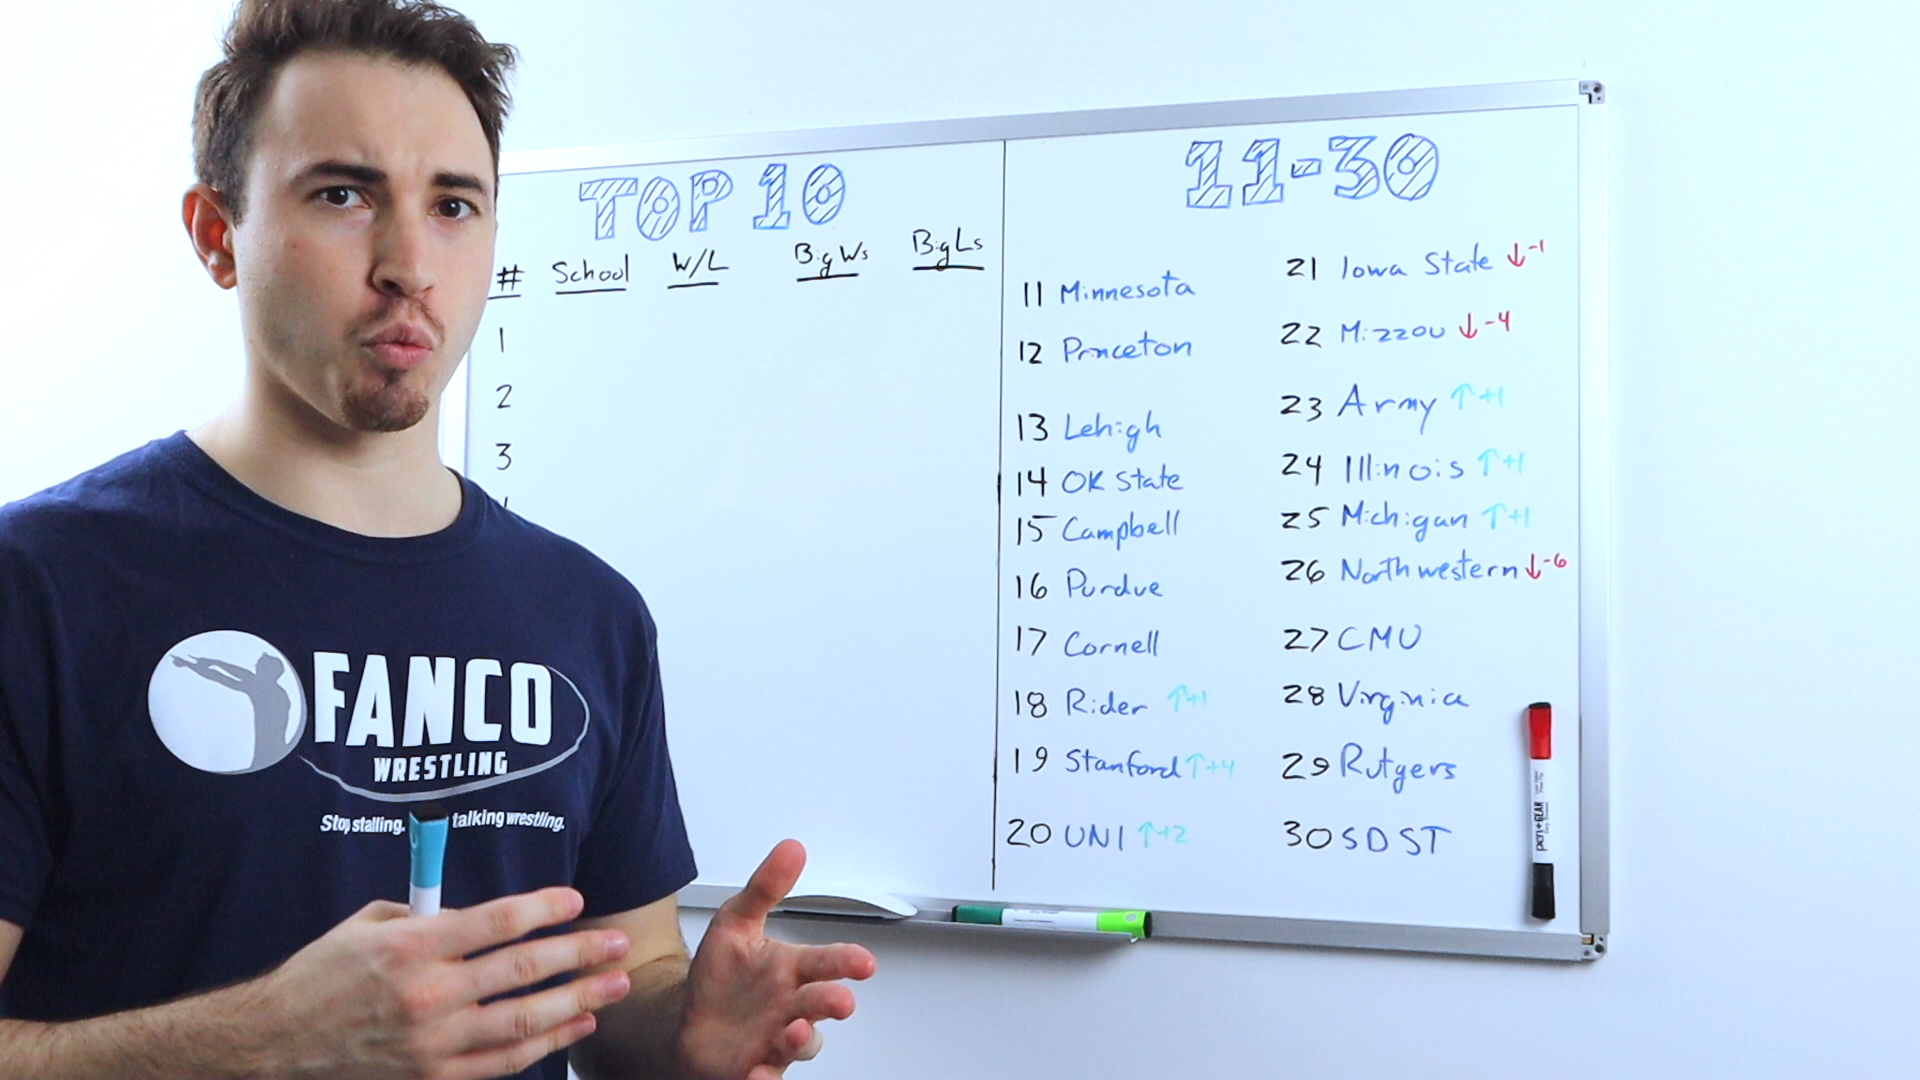 TOP 10
# School W/L Big Ws Big Ls
1
2
3
11-30
11 Minnesota
12 Princeton
13 Lehigh
14 OK State
15 Campbell
16 Purdue
17 Cornell
18 Rider ↑+1
19 Stanford ↑+4
20 UNI ↑+2
21 Iowa State ↓-1
22 Mizzou ↓-4
23 Army ↑+1
24 Illinois ↑+1
25 Michigan ↑+1
26 Northwestern ↓-6
27 CMU
28 Virginia
29 Rutgers
30 SDST
FANCO
WRESTLING
Stop stalling. talking wrestling.
pen+GEAR